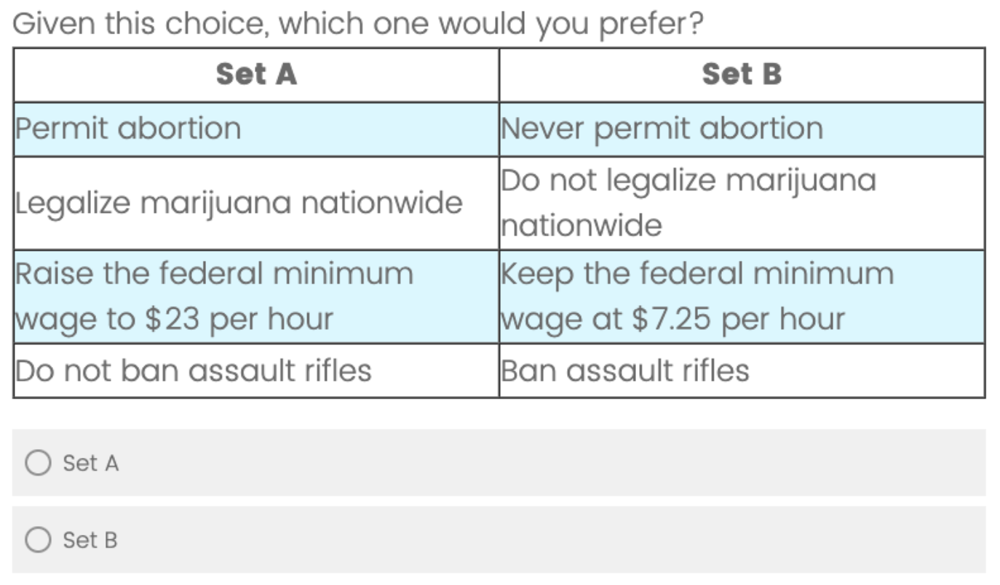 Given this choice, which one would you prefer?
Set A
Set B
Permit abortion
Never permit abortion
Legalize marijuana nationwide
Do not legalize marijuana
nationwide
Raise the federal minimum
wage to $23 per hour
Keep the federal minimum
wage at $7.25 per hour
Do not ban assault rifles
Ban assault rifles
Set A
Set B